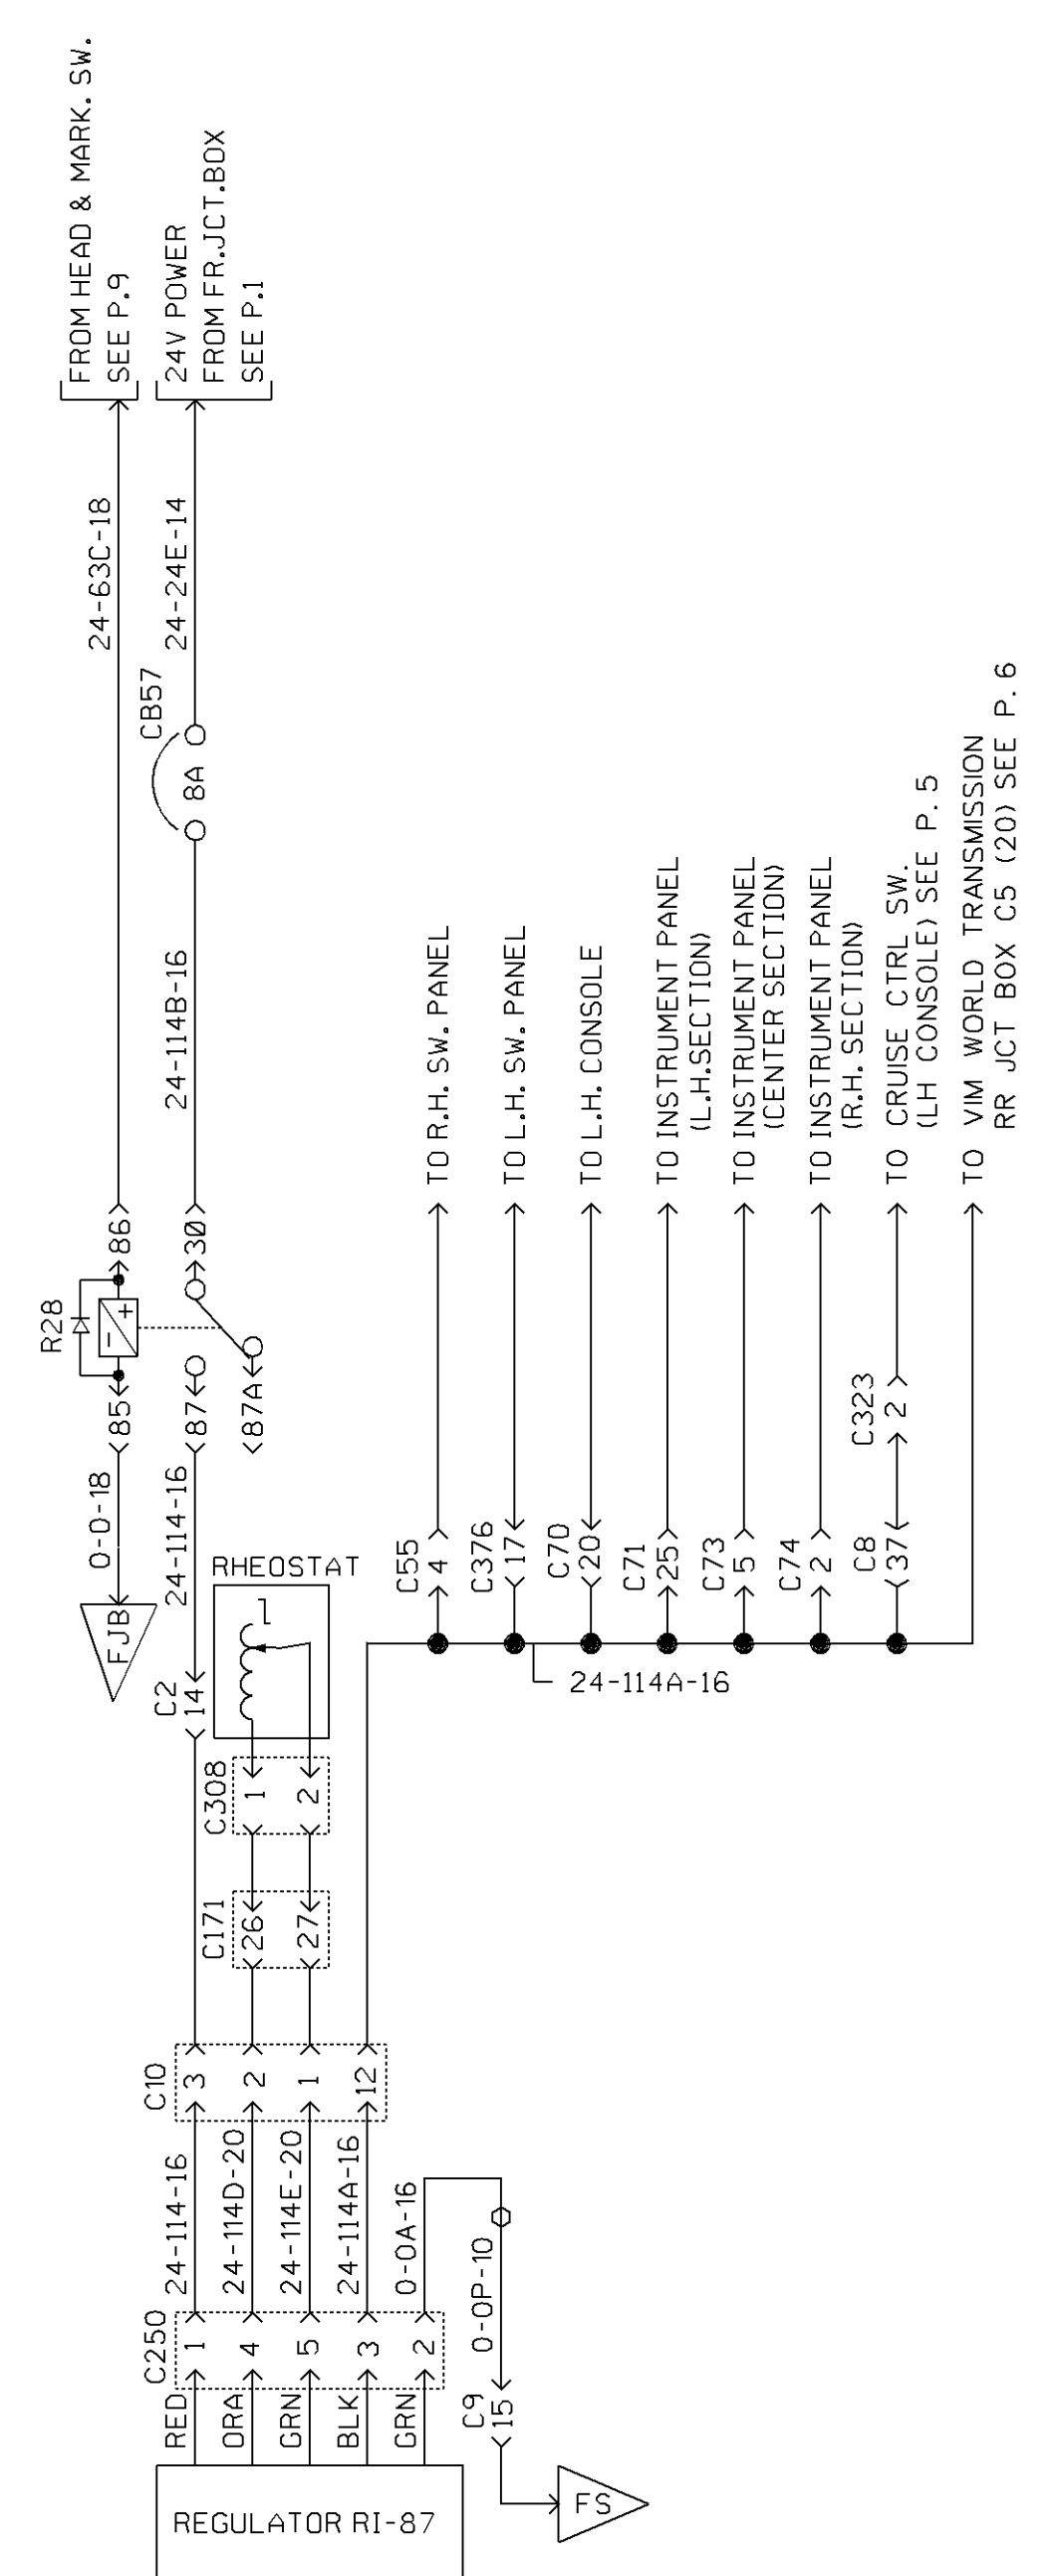 FROM HEAD & MARK. SW.
SEE P.9
24V POWER
FROM FR.JCT.BOX
SEE P.1
24-63C-18
24-24E-14
CB57
8A
24-114B-16
R28
86
30
- +
85
87
87A
0-0-18
24-114-16
FJB
C2
14
RHEOSTAT
C308
1
2
C171
26
27
C10
3
2
1
12
24-114-16
24-114D-20
24-114E-20
24-114A-16
0-0A-16
0-0P-10
C250
1
4
5
3
2
RED
ORA
GRN
BLK
GRN
C9
15
FS
REGULATOR RI-87
24-114A-16
C55
4
TO R.H. SW. PANEL
C376
17
TO L.H. SW. PANEL
C70
20
TO L.H. CONSOLE
C71
25
TO INSTRUMENT PANEL
(L.H.SECTION)
C73
5
TO INSTRUMENT PANEL
(CENTER SECTION)
C74
2
TO INSTRUMENT PANEL
(R.H. SECTION)
C8
37
C323
2
TO CRUISE CTRL SW.
(LH CONSOLE) SEE P. 5
TO VIM WORLD TRANSMISSION
RR JCT BOX C5 (20) SEE P. 6